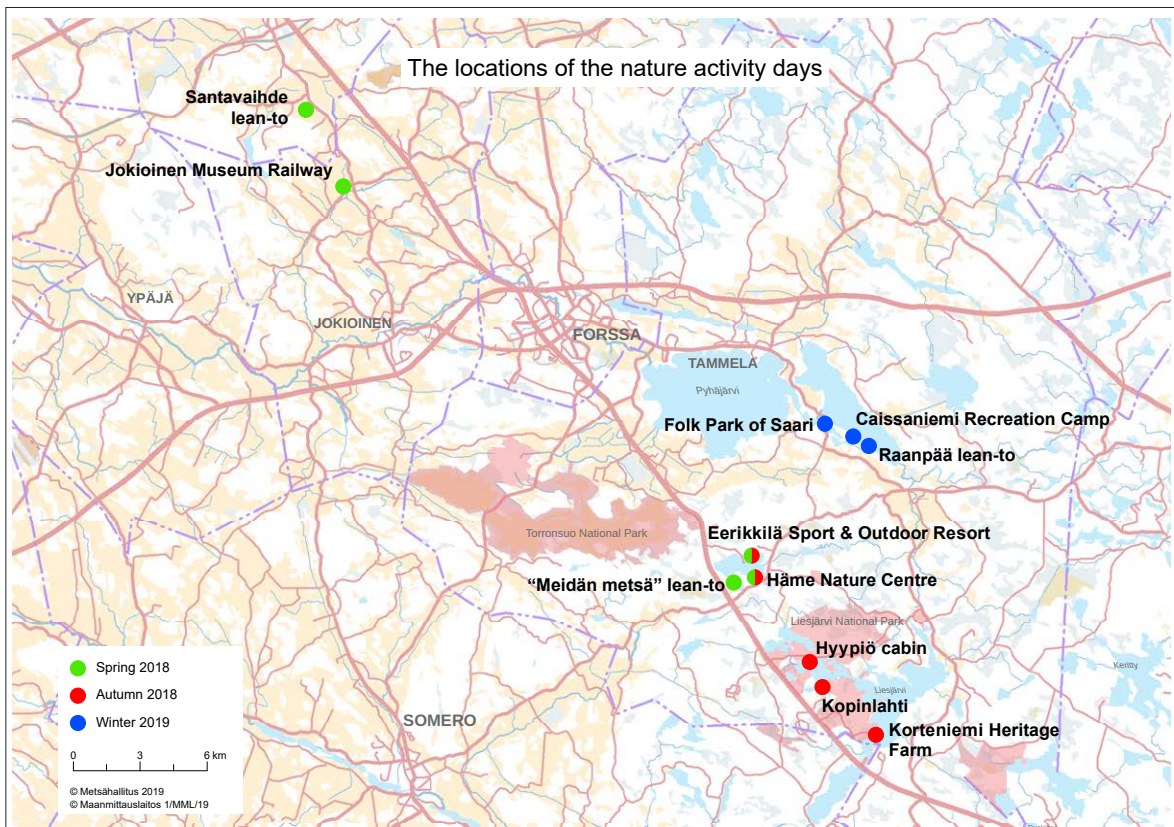 The locations of the nature activity days
Santavaihde
lean-to
Jokioinen Museum Railway
YPÄJÄ
JOKIOINEN
FORSSA
TAMMELA
Pyhäjärvi
Folk Park of Saari
Caissaniemi Recreation Camp
Raanpää lean-to
Torronsuo National Park
Eerikkilä Sport & Outdoor Resort
“Meidän metsä” lean-to
Häme Nature Centre
Liesjärvi National Park
Hyypiö cabin
Kopinlahti
Liesjärvi
Korteniemi Heritage
Farm
SOMERO
Spring 2018
Autumn 2018
Winter 2019
0 3 6 km
© Metsähallitus 2019
© Maanmittauslaitos 1/MML/19